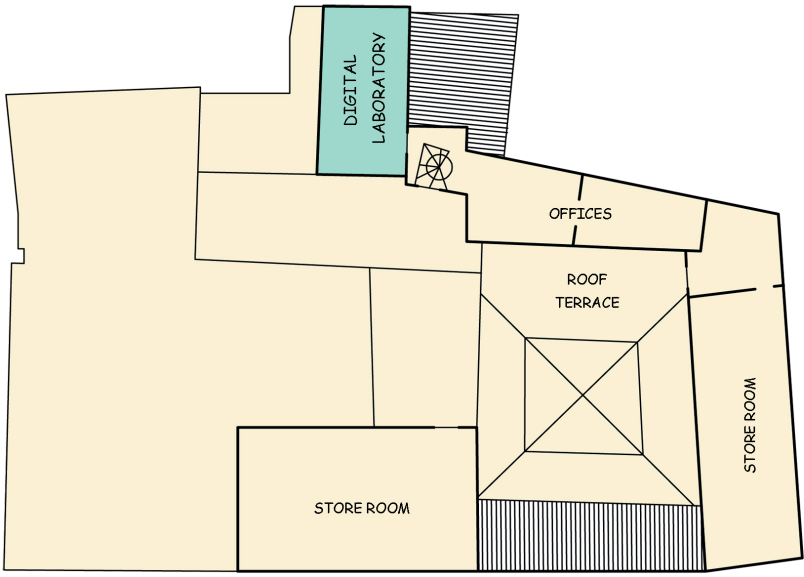 DIGITAL
LABORATORY
OFFICES
ROOF
TERRACE
STORE ROOM
STORE ROOM